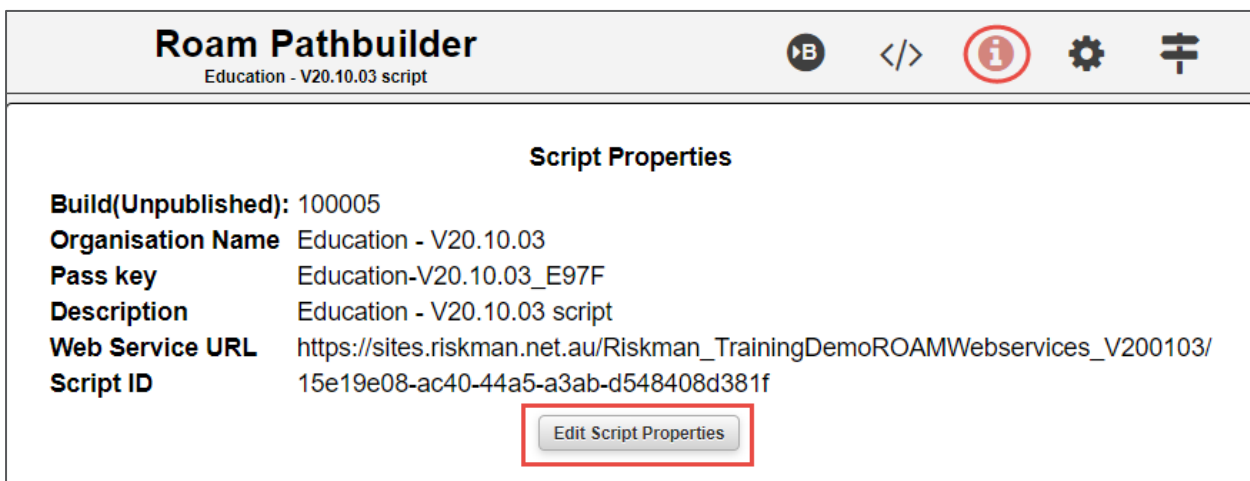 Roam Pathbuilder
Education - V20.10.03 script
B </> i
Script Properties
Build(Unpublished): 100005
Organisation Name Education - V20.10.03
Pass key Education-V20.10.03_E97F
Description Education - V20.10.03 script
Web Service URL https://sites.riskman.net.au/Riskman_TrainingDemoROAMWebservices_V200103/
Script ID 15e19e08-ac40-44a5-a3ab-d548408d381f
Edit Script Properties